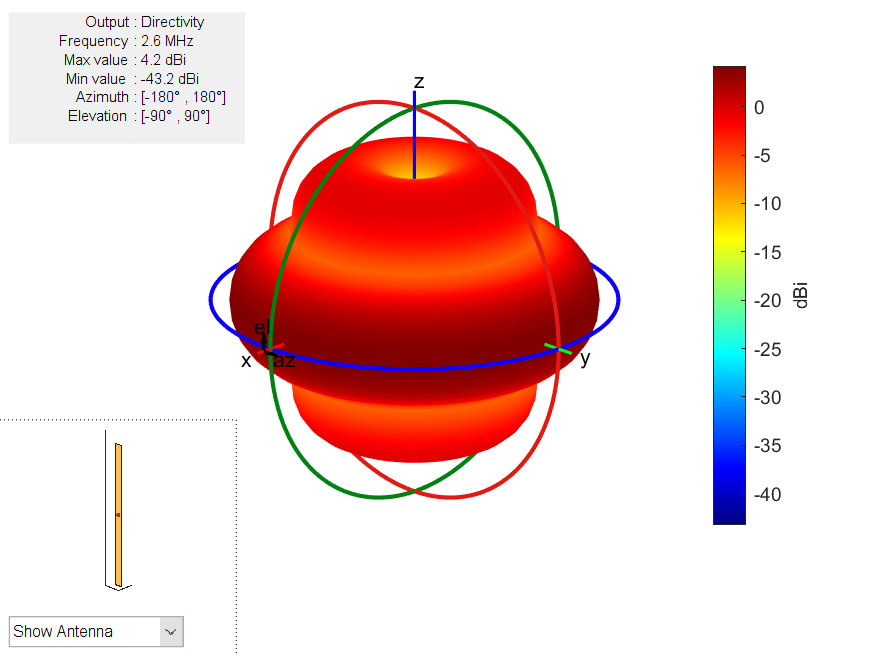 Output : Directivity
Frequency : 2.6 MHz
Max value : 4.2 dBi
Min value : -43.2 dBi
Azimuth : [-180° , 180°]
Elevation : [-90° , 90°]
z
el
x
az
y
0
-5
-10
-15
-20
-25
-30
-35
-40
dBi
Show Antenna